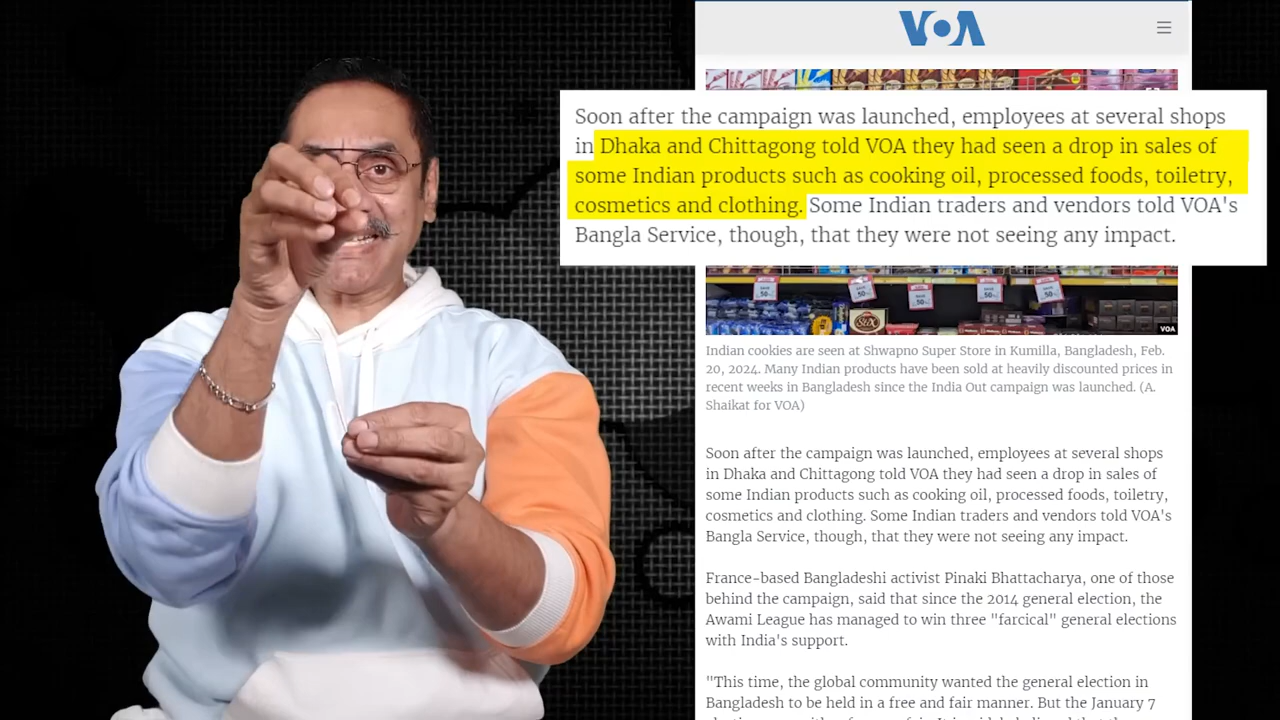 VOA
Soon after the campaign was launched, employees at several shops
in Dhaka and Chittagong told VOA they had seen a drop in sales of
some Indian products such as cooking oil, processed foods, toiletry,
cosmetics and clothing. Some Indian traders and vendors told VOA's
Bangla Service, though, that they were not seeing any impact.
VOA
Indian cookies are seen at Shwapno Super Store in Kumilla, Bangladesh, Feb.
20, 2024. Many Indian products have been sold at heavily discounted prices in
recent weeks in Bangladesh since the India Out campaign was launched. (A.
Shaikat for VOA)
Soon after the campaign was launched, employees at several shops
in Dhaka and Chittagong told VOA they had seen a drop in sales of
some Indian products such as cooking oil, processed foods, toiletry,
cosmetics and clothing. Some Indian traders and vendors told VOA's
Bangla Service, though, that they were not seeing any impact.
France-based Bangladeshi activist Pinaki Bhattacharya, one of those
behind the campaign, said that since the 2014 general election, the
Awami League has managed to win three "farcical" general elections
with India's support.
"This time, the global community wanted the general election in
Bangladesh to be held in a free and fair manner. But the January 7